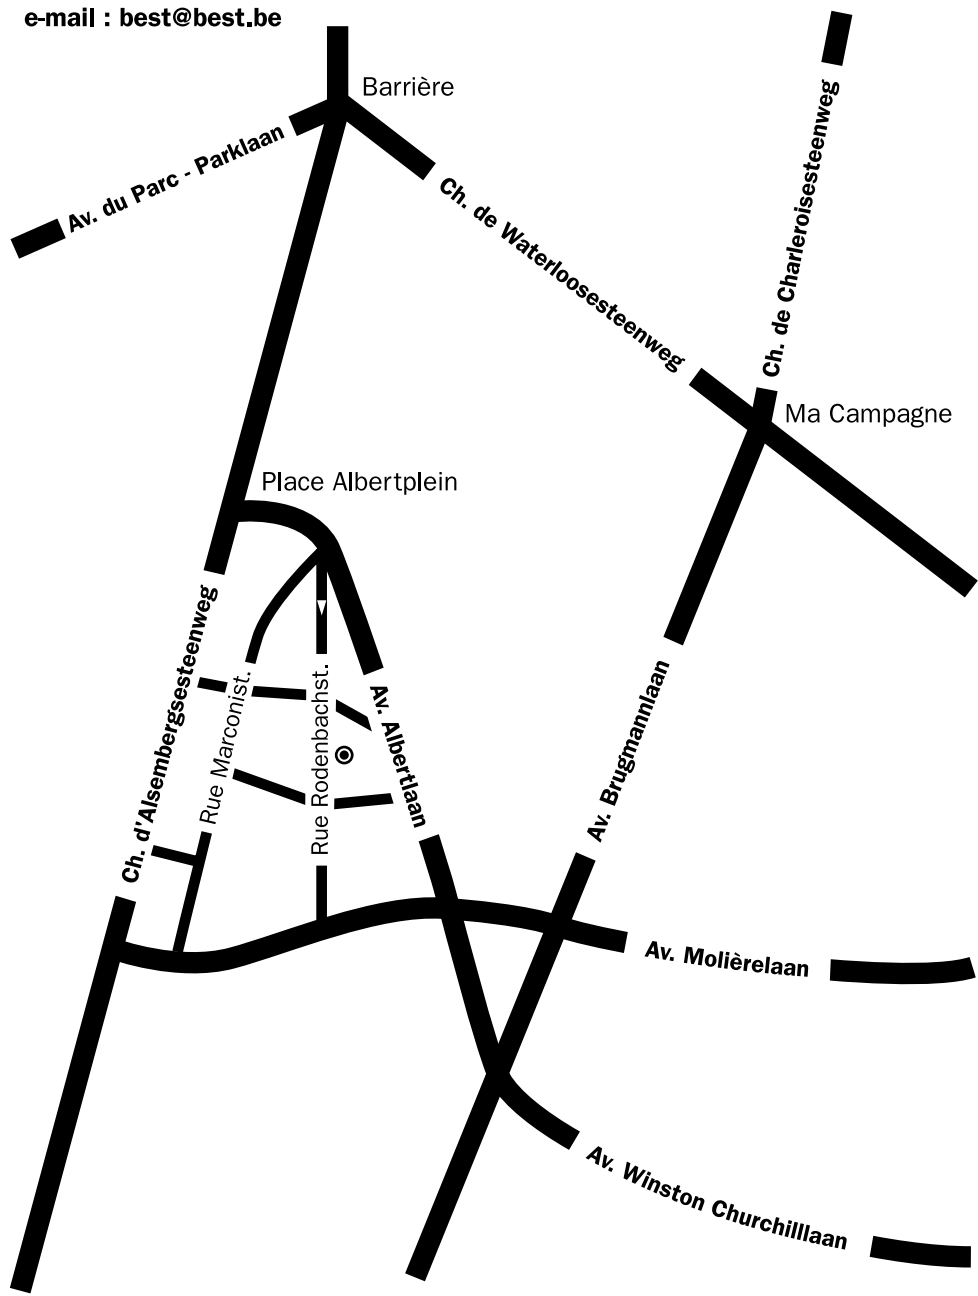 e-mail : best@best.be
Barrière
Av. du Parc - Parklaan
Ch. de Waterloosesteenweg
Ch. de Charleroisesteenweg
Ma Campagne
Place Albertplein
Ch. d'Alsembergsesteenweg
Rue Marconist.
Rue Rodenbachst.
Av. Albertlaan
Av. Brugmannlaan
Av. Molièrelaan
Av. Winston Churchilllaan